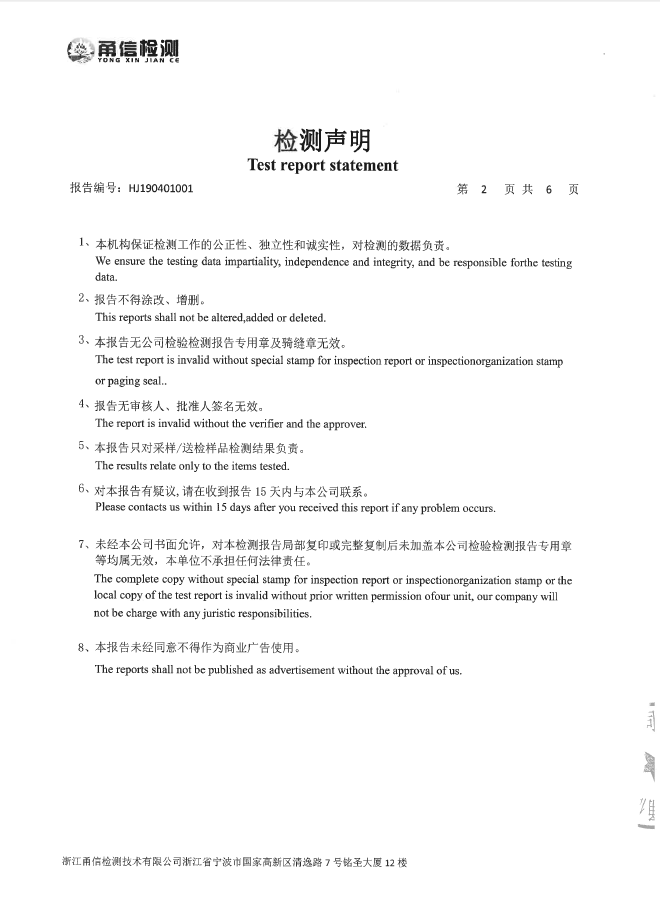 甬信检测
YONG XIN JIAN CE
检测声明
Test report statement
报告编号：HJ190401001
第 2 页 共 6 页
1、本机构保证检测工作的公正性、独立性和诚实性，对检测的数据负责。
We ensure the testing data impartiality, independence and integrity, and be responsible forthe testing
data.
2、报告不得涂改、增删。
This reports shall not be altered,added or deleted.
3、本报告无公司检验检测报告专用章及骑缝章无效。
The test report is invalid without special stamp for inspection report or inspectionorganization stamp
or paging seal..
4、报告无审核人、批准人签名无效。
The report is invalid without the verifier and the approver.
5、本报告只对采样/送检样品检测结果负责。
The results relate only to the items tested.
6、对本报告有疑议,请在收到报告 15 天内与本公司联系。
Please contacts us within 15 days after you received this report if any problem occurs.
7、未经本公司书面允许，对本检测报告局部复印或完整复制后未加盖本公司检验检测报告专用章
等均属无效，本单位不承担任何法律责任。
The complete copy without special stamp for inspection report or inspectionorganization stamp or the
local copy of the test report is invalid without prior written permission ofour unit, our company will
not be charge with any juristic responsibilities.
8、本报告未经同意不得作为商业广告使用。
The reports shall not be published as advertisement without the approval of us.
浙江甬信检测技术有限公司浙江省宁波市国家高新区清逸路 7 号铭圣大厦 12 楼